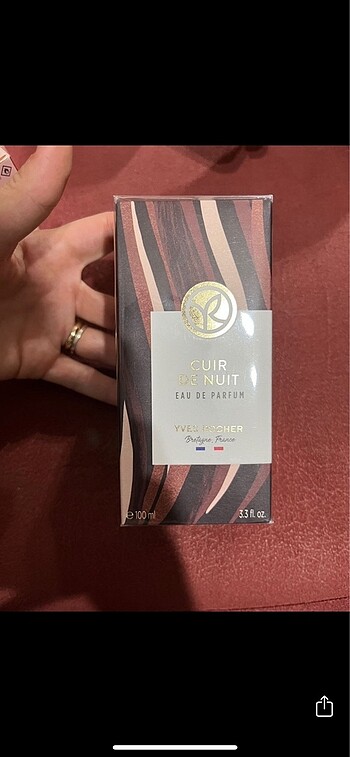 CUIR
DE NUIT
EAU DE PARFUM
YVES ROCHER
Bretagne, France
℮ 100 ml
3.3 fl. oz.